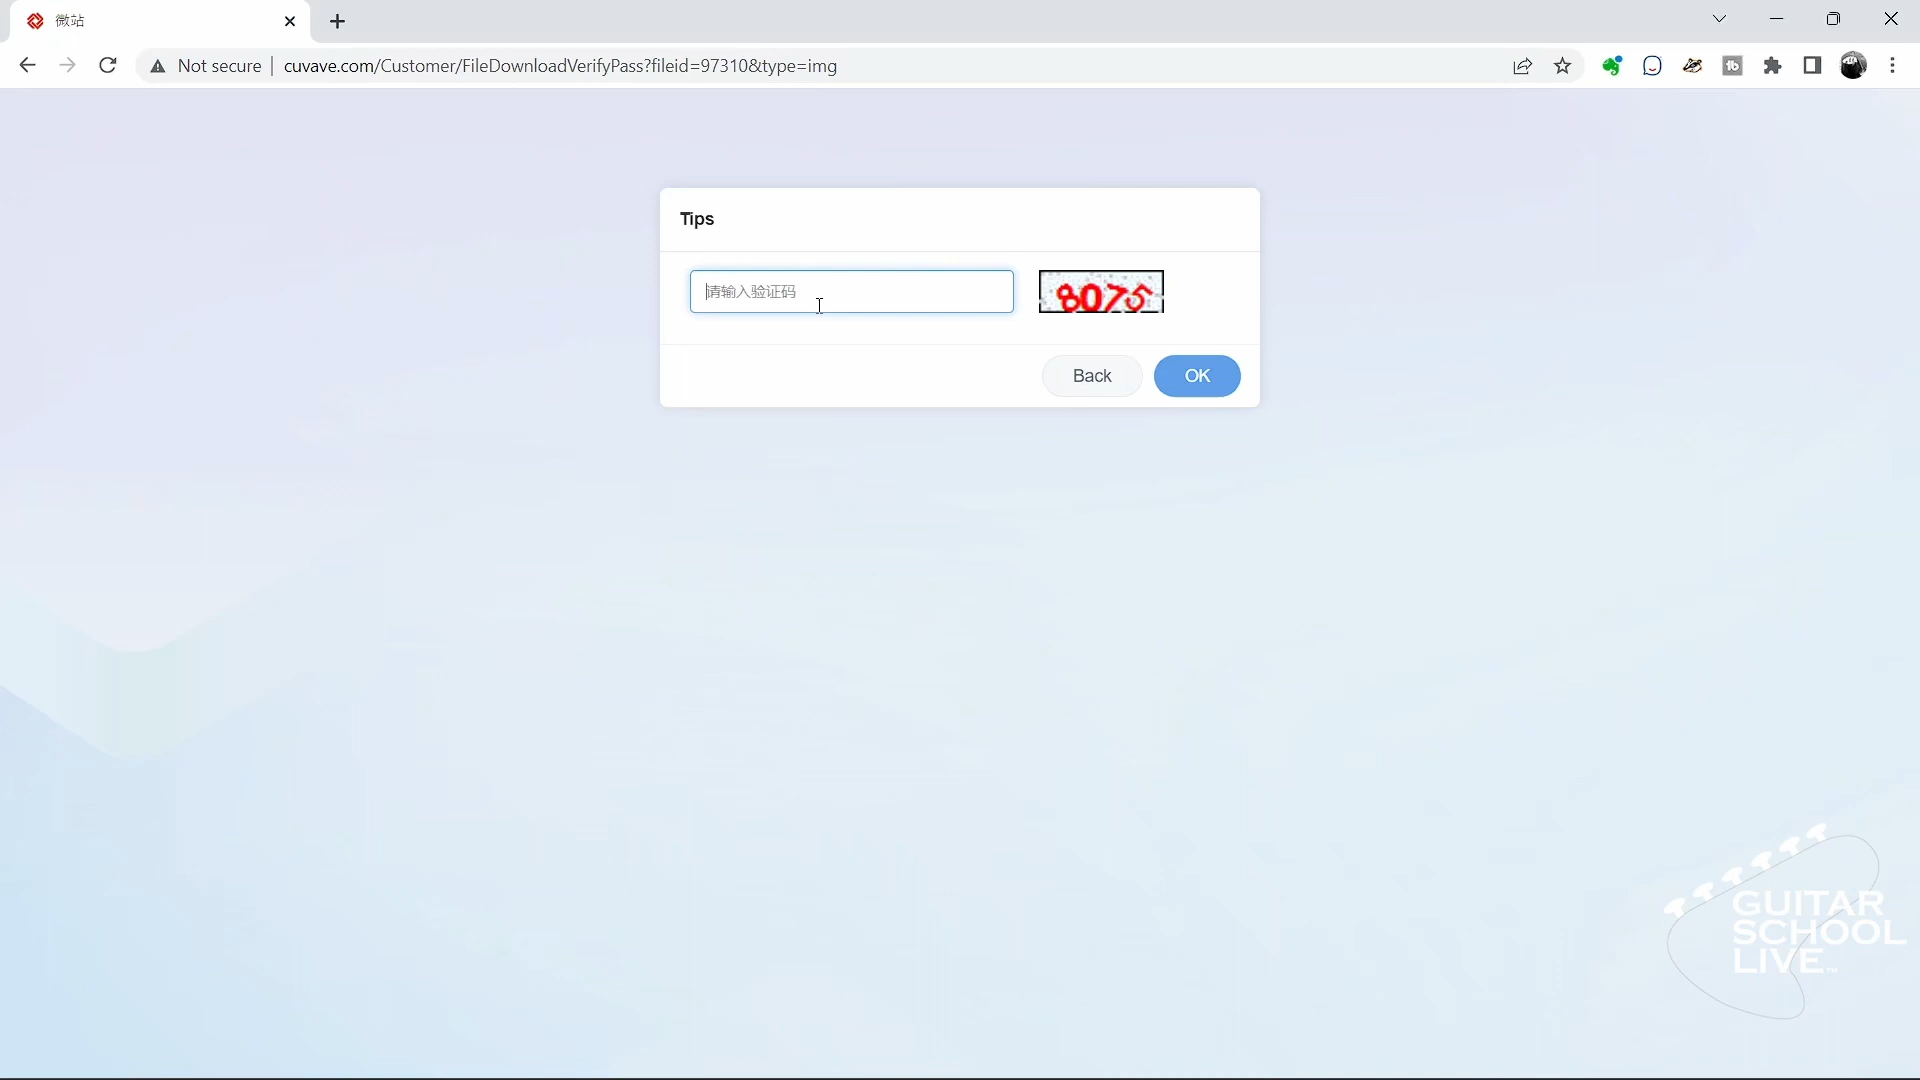 微站
Not secure
cuvave.com/Customer/FileDownloadVerifyPass?fileid=97310&type=img
Tips
请输入验证码
8075
Back
OK
GUITAR
SCHOOL
LIVE™